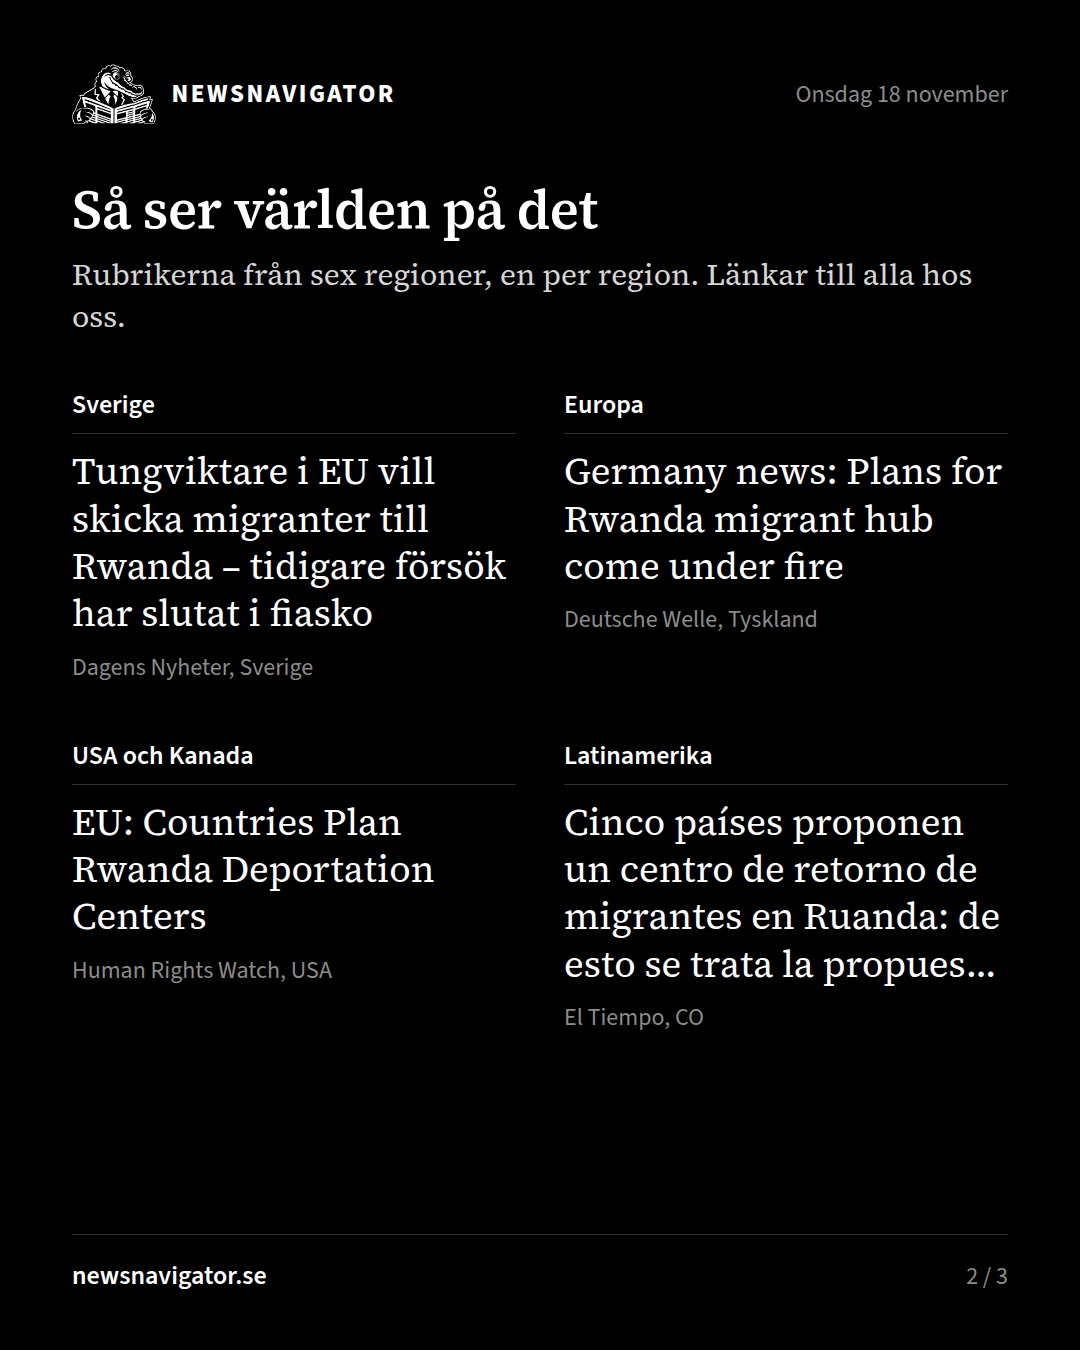 NEWSNAVIGATOR
Onsdag 18 november
Så ser världen på det
Rubrikerna från sex regioner, en per region. Länkar till alla hos
oss.
Sverige
Tungviktare i EU vill
skicka migranter till
Rwanda – tidigare försök
har slutat i fiasko
Dagens Nyheter, Sverige
Europa
Germany news: Plans for
Rwanda migrant hub
come under fire
Deutsche Welle, Tyskland
USA och Kanada
EU: Countries Plan
Rwanda Deportation
Centers
Human Rights Watch, USA
Latinamerika
Cinco países proponen
un centro de retorno de
migrantes en Ruanda: de
esto se trata la propues...
El Tiempo, CO
newsnavigator.se
2 / 3